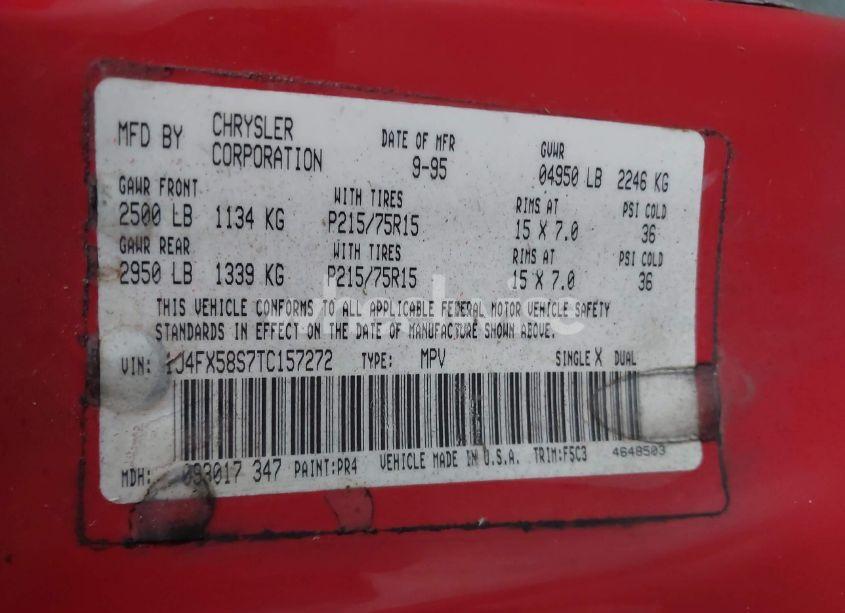 MFD BY CHRYSLER CORPORATION DATE OF MFR 9-95 GVWR 04950 LB 2246 KG
GAWR FRONT WITH TIRES RIMS AT PSI COLD
2500 LB 1134 KG P215/75R15 15 X 7.0 36
GAWR REAR WITH TIRES RIMS AT PSI COLD
2950 LB 1339 KG P215/75R15 15 X 7.0 36
THIS VEHICLE CONFORMS TO ALL APPLICABLE FEDERAL MOTOR VEHICLE SAFETY
STANDARDS IN EFFECT ON THE DATE OF MANUFACTURE SHOWN ABOVE.
VIN: 1J4FX58S7TC157272 TYPE: MPV SINGLE X DUAL
MDH: 093017 347 PAINT:PR4 VEHICLE MADE IN U.S.A. TRIM:F5C3 4648503